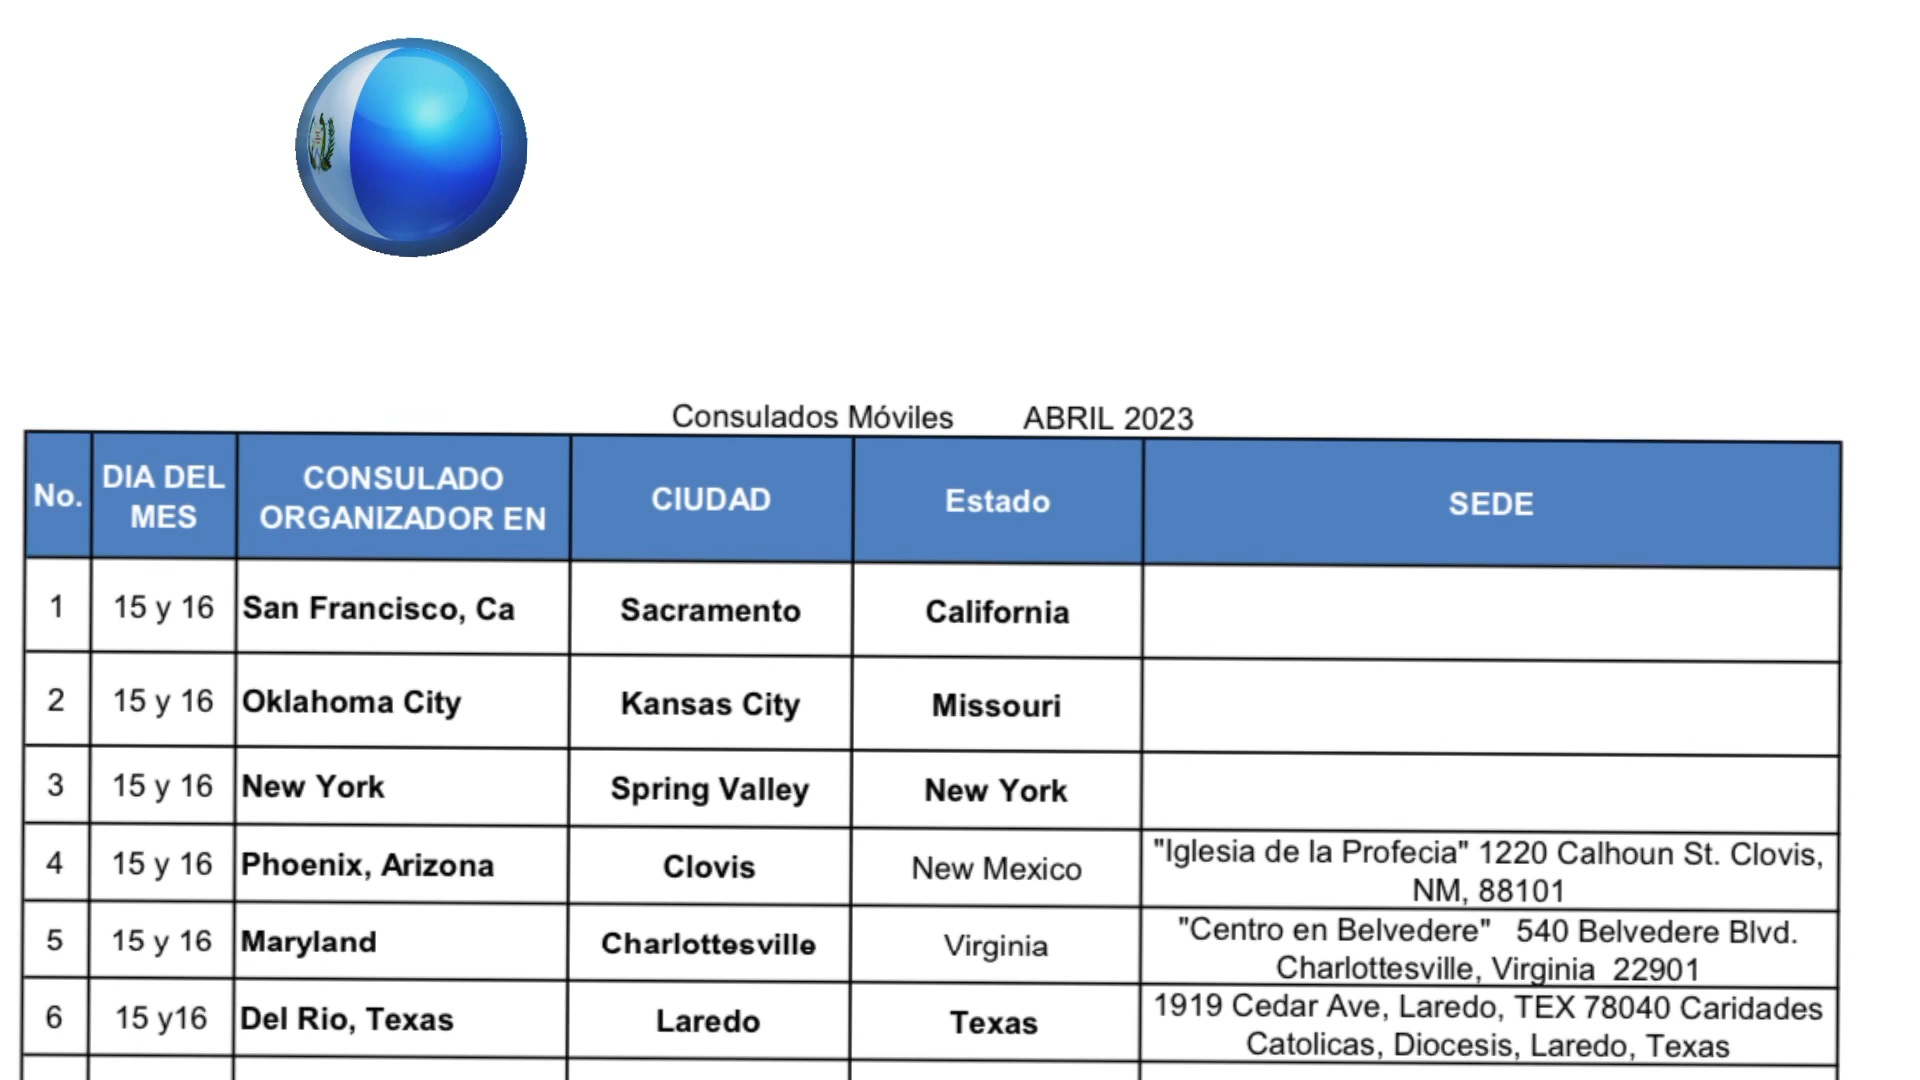 Consulados Móviles ABRIL 2023
No. DIA DEL MES CONSULADO ORGANIZADOR EN CIUDAD Estado SEDE
1 15 y 16 San Francisco, Ca Sacramento California
2 15 y 16 Oklahoma City Kansas City Missouri
3 15 y 16 New York Spring Valley New York
4 15 y 16 Phoenix, Arizona Clovis New Mexico "Iglesia de la Profecia" 1220 Calhoun St. Clovis,
NM, 88101
5 15 y 16 Maryland Charlottesville Virginia "Centro en Belvedere" 540 Belvedere Blvd.
Charlottesville, Virginia 22901
6 15 y16 Del Rio, Texas Laredo Texas 1919 Cedar Ave, Laredo, TEX 78040 Caridades
Catolicas, Diocesis, Laredo, Texas